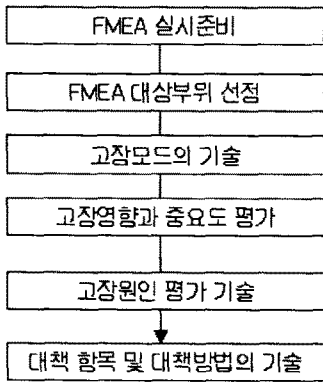 FMEA 실시준비
FMEA 대상부위 선정
고장모드의 기술
고장영향과 중요도 평가
고장원인 평가 기술
대책 항목 및 대책방법의 기술